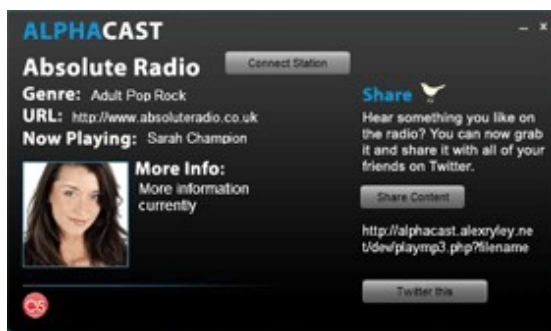 ALPHACAST
Absolute Radio
Connect Station
Genre: Adult Pop Rock
URL: http://www.absoluteradio.co.uk
Now Playing: Sarah Champion
More Info:
More information
currently
Share
Hear something you like on
the radio? You can now grab
it and share it with all of your
friends on Twitter.
Share Content
http://alphacast.alexryley.ne
t/dev/playmp3.php?filename
Twitter this